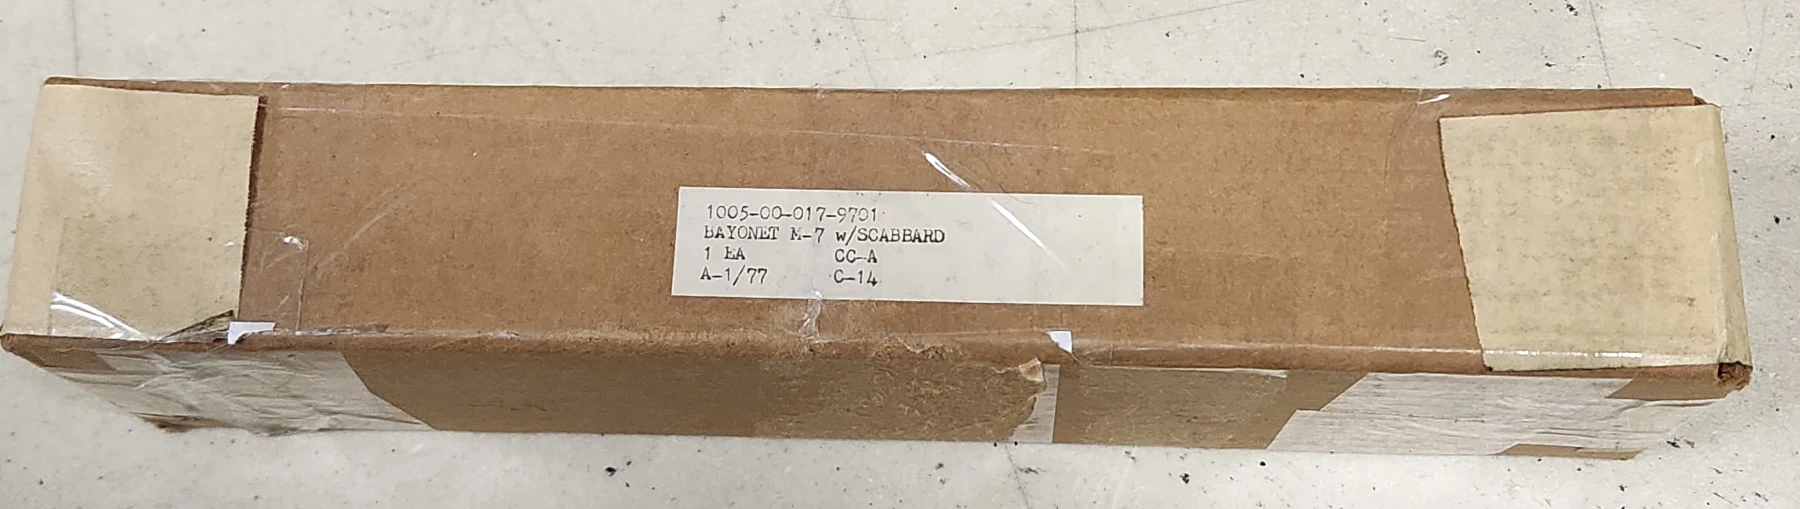 1005-00-017-9701
BAYONET M-7 w/SCABBARD
1 EA CC-A
A-1/77 C-14